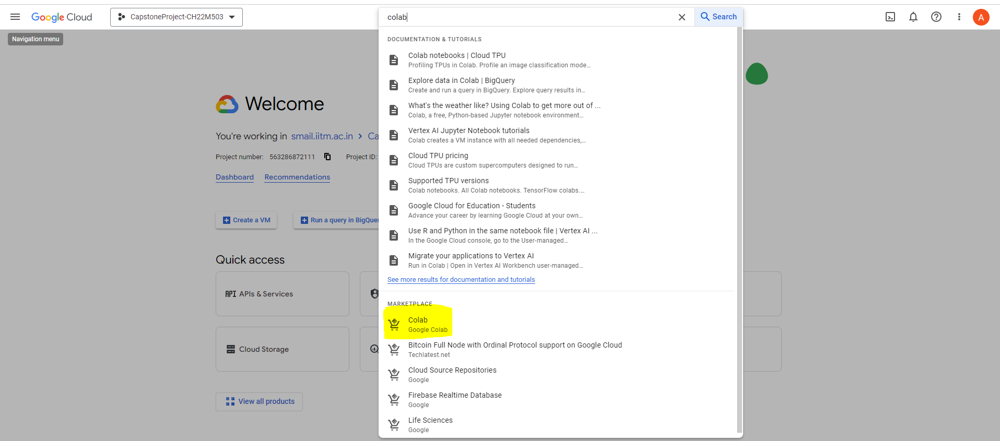 Google Cloud
CapstoneProject-CH22M503
colab
Search
A
Navigation menu
DOCUMENTATION & TUTORIALS
Colab notebooks | Cloud TPU
Profiling TPUs in Colab. Profile an image classification mode...
Explore data in Colab | BigQuery
Create and run a query in BigQuery. Explore query results in...
What's the weather like? Using Colab to get more out of ...
Colab, a free, Python-based Jupyter notebook environment...
Vertex AI Jupyter Notebook tutorials
Colab creates a VM instance with all needed dependencies,...
Cloud TPU pricing
Cloud TPUs are custom supercomputers designed to run...
Supported TPU versions
Colab notebooks. All Colab notebooks. TensorFlow colabs....
Google Cloud for Education - Students
Advance your career by learning Google Cloud at your own...
Use R and Python in the same notebook file | Vertex AI ...
In the Google Cloud console, go to the User-managed...
Migrate your applications to Vertex AI
Run in Colab | Open in Vertex AI Workbench user-managed...
See more results for documentation and tutorials
MARKETPLACE
Colab
Google Colab
Bitcoin Full Node with Ordinal Protocol support on Google Cloud
Techlatest.net
Cloud Source Repositories
Google
Firebase Realtime Database
Google
Life Sciences
Google
Welcome
You're working in smail.iitm.ac.in > Ca
Project number: 563286872111 Project ID:
Dashboard Recommendations
Create a VM
Run a query in BigQuer
Quick access
API APIs & Services
Cloud Storage
View all products